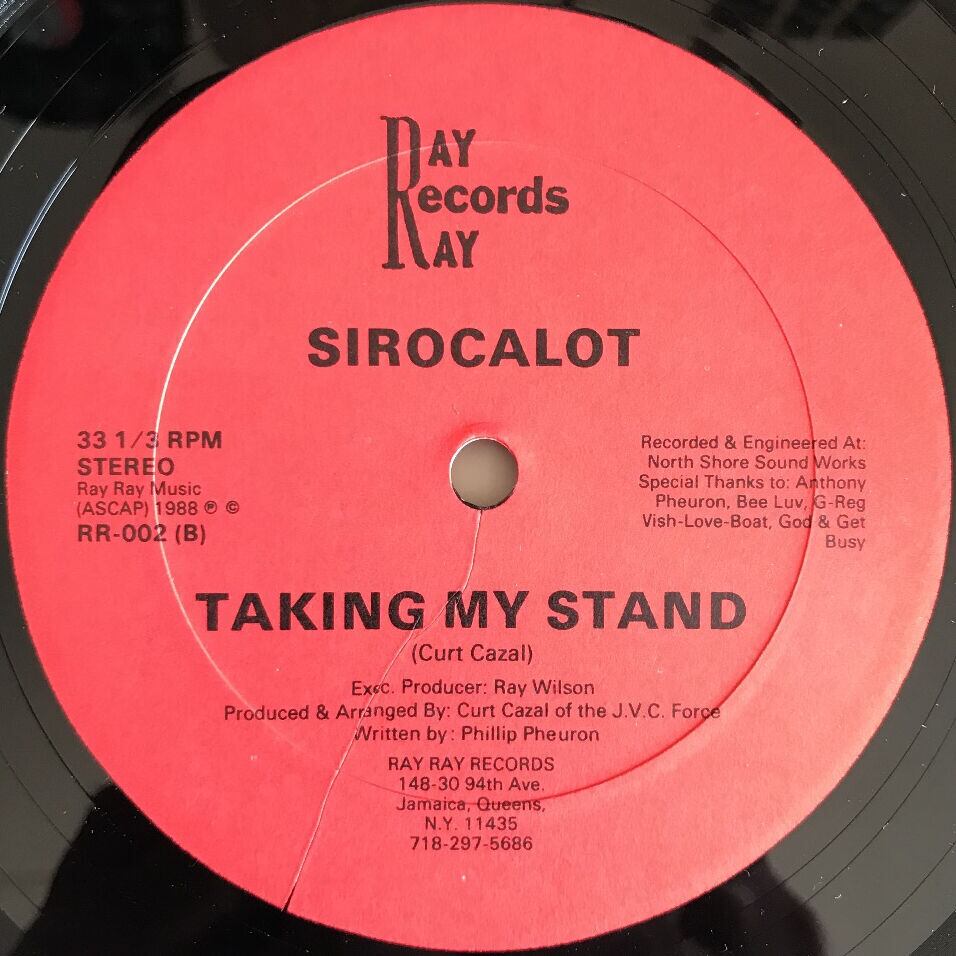 RAY
Records
RAY
SIROCALOT
33 1/3 RPM
STEREO
Ray Ray Music
(ASCAP) 1988 ℗ ©
RR-002 (B)
Recorded & Engineered At:
North Shore Sound Works
Special Thanks to: Anthony
Pheuron, Bee Luv, G-Reg
Vish-Love-Boat, God & Get
Busy
TAKING MY STAND
(Curt Cazal)
Exec. Producer: Ray Wilson
Produced & Arranged By: Curt Cazal of the J.V.C. Force
Written by: Phillip Pheuron
RAY RAY RECORDS
148-30 94th Ave.
Jamaica, Queens,
N.Y. 11435
718-297-5686